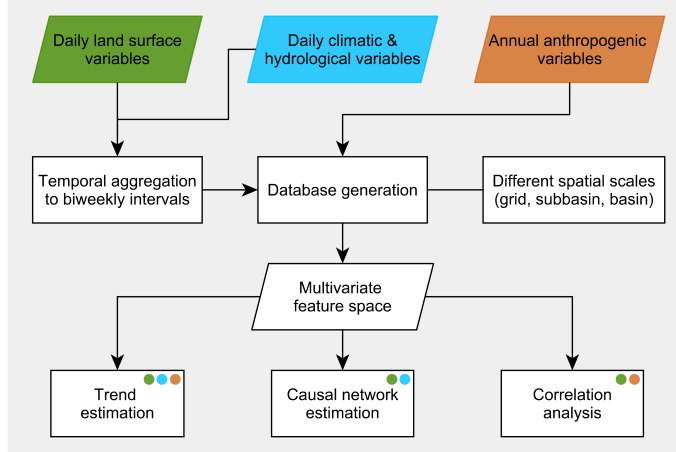 Daily land surface
variables
Daily climatic &
hydrological variables
Annual anthropogenic
variables
Temporal aggregation
to biweekly intervals
Database generation
Different spatial scales
(grid, subbasin, basin)
Multivariate
feature space
Trend
estimation
Causal network
estimation
Correlation
analysis